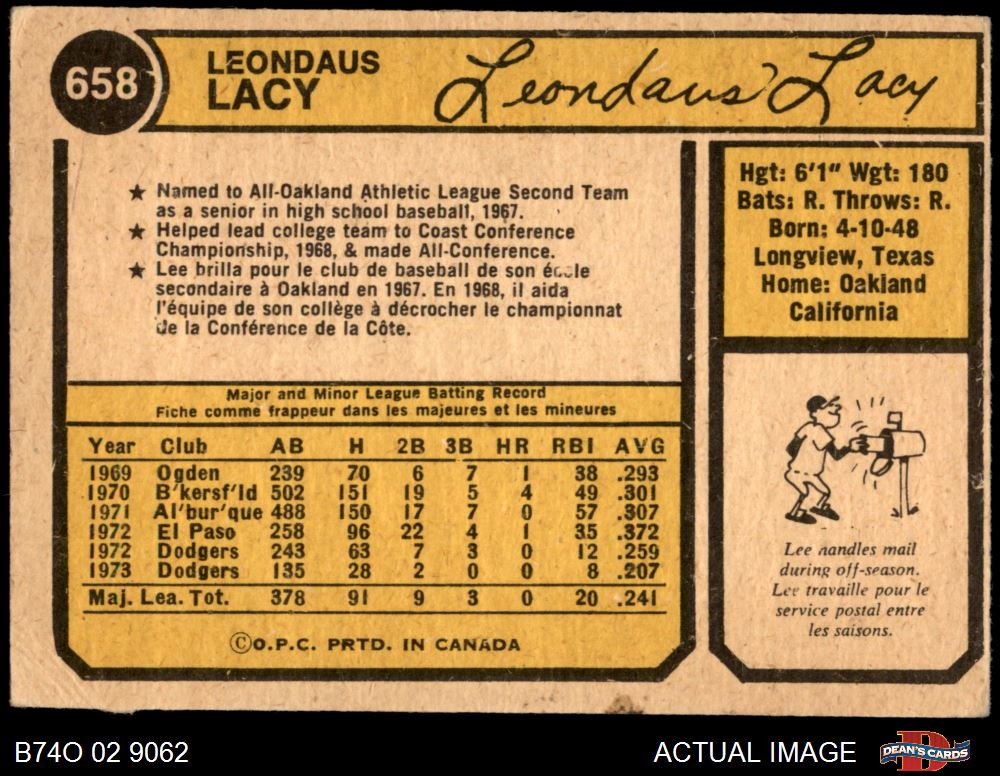 658
LEONDAUS
LACY
Leondaus Lacy
★ Named to All-Oakland Athletic League Second Team
as a senior in high school baseball, 1967.
★ Helped lead college team to Coast Conference
Championship, 1968, & made All-Conference.
★ Lee brilla pour le club de baseball de son école
secondaire à Oakland en 1967. En 1968, il aida
l'équipe de son collège à décrocher le championnat
de la Conférence de la Côte.
Hgt: 6'1" Wgt: 180
Bats: R. Throws: R.
Born: 4-10-48
Longview, Texas
Home: Oakland
California
Major and Minor League Batting Record
Fiche comme frappeur dans les majeures et les mineures
Year Club AB H 2B 3B HR RBI AVG
1969 Ogden 239 70 6 7 1 38 .293
1970 B'kersf'ld 502 151 19 5 4 49 .301
1971 Al'bur'que 488 150 17 7 0 57 .307
1972 El Paso 258 96 22 4 1 35 .372
1972 Dodgers 243 63 7 3 0 12 .259
1973 Dodgers 135 28 2 0 0 8 .207
Maj. Lea. Tot. 378 91 9 3 0 20 .241
©O.P.C. PRTD. IN CANADA
Lee handles mail
during off-season.
Lee travaille pour le
service postal entre
les saisons.
B74O 02 9062
ACTUAL IMAGE
DEAN'S CARDS